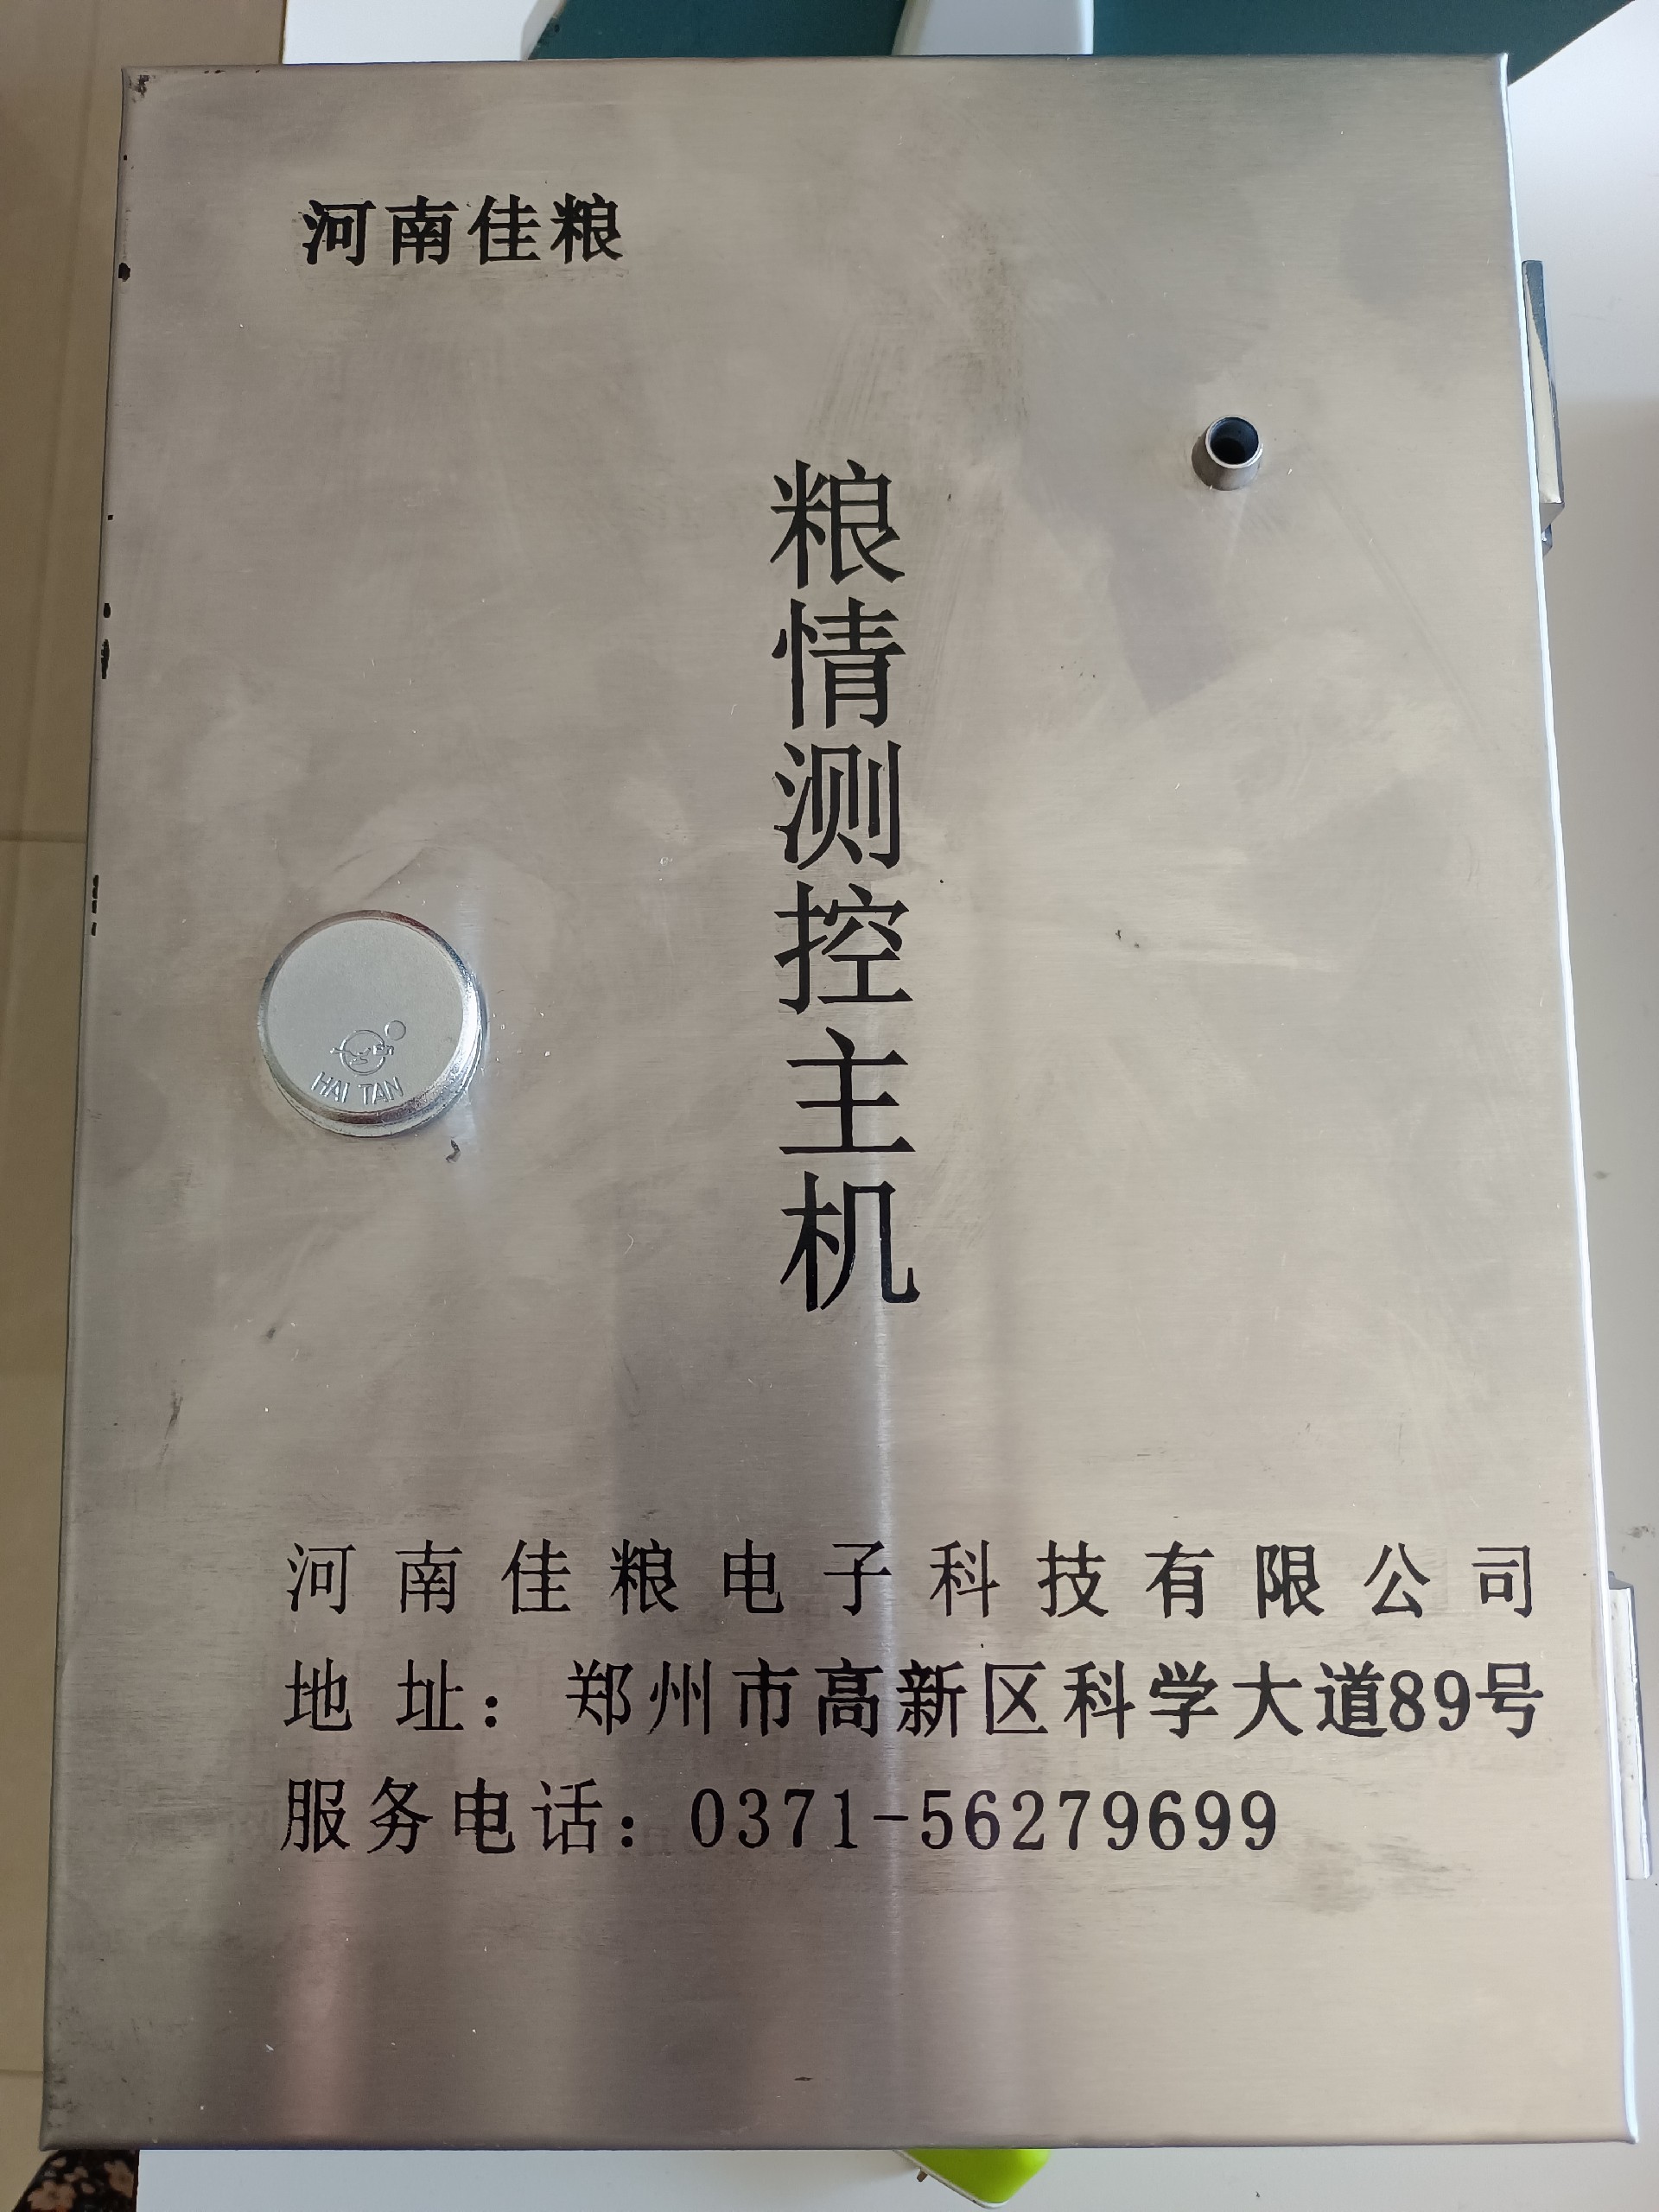 河南佳粮
粮情测控主机
HAI TAN
河南佳粮电子科技有限公司
地址：郑州市高新区科学大道89号
服务电话：0371-56279699